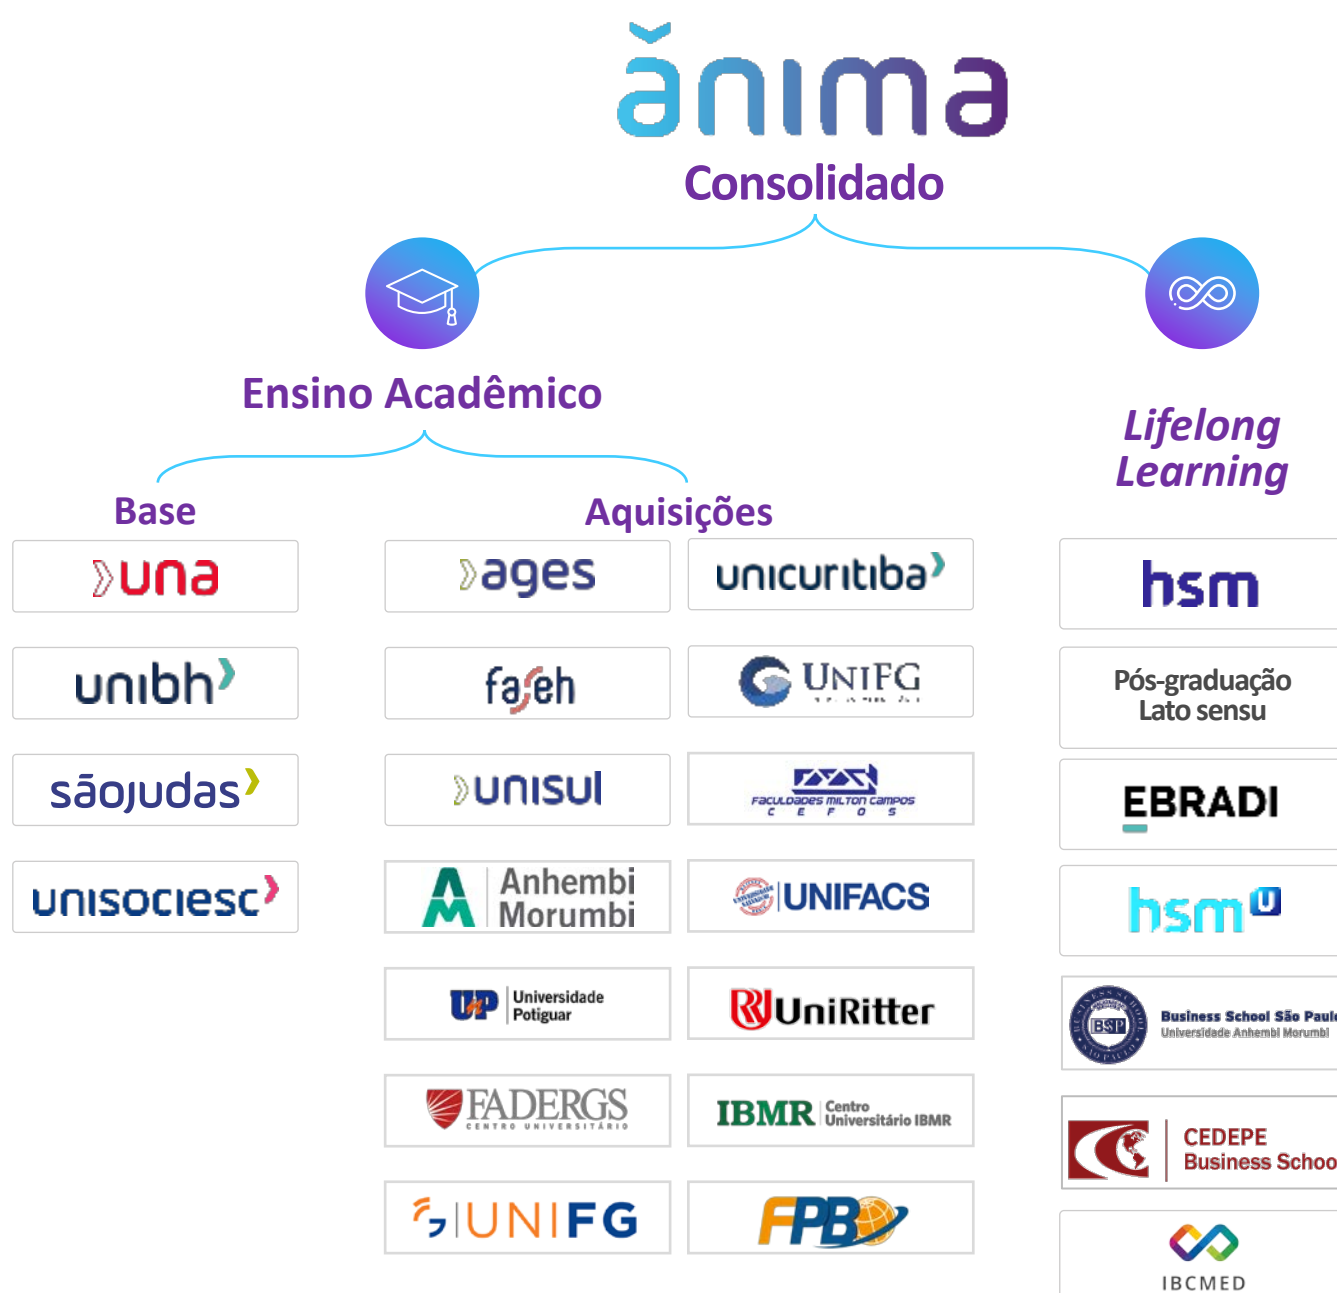 ănima
Consolidado
Ensino Acadêmico
Lifelong
Learning
Base
Aquisições
una
unibh
sãojudas
unisociesc
ages
unicuritiba
faseh
UNIFG
unisul
FACULDADES MILTON CAMPOS
C E F O S
Anhembi
Morumbi
UNIFACS
UnP
Universidade
Potiguar
UniRitter
FADERGS
CENTRO UNIVERSITÁRIO
IBMR
Centro
Universitário IBMR
UNIFG
FPB
hsm
Pós-graduação
Lato sensu
EBRADI
hsm U
BSP
Business School São Paulo
Universidade Anhembi Morumbi
CEDEPE
Business School
IBCMED